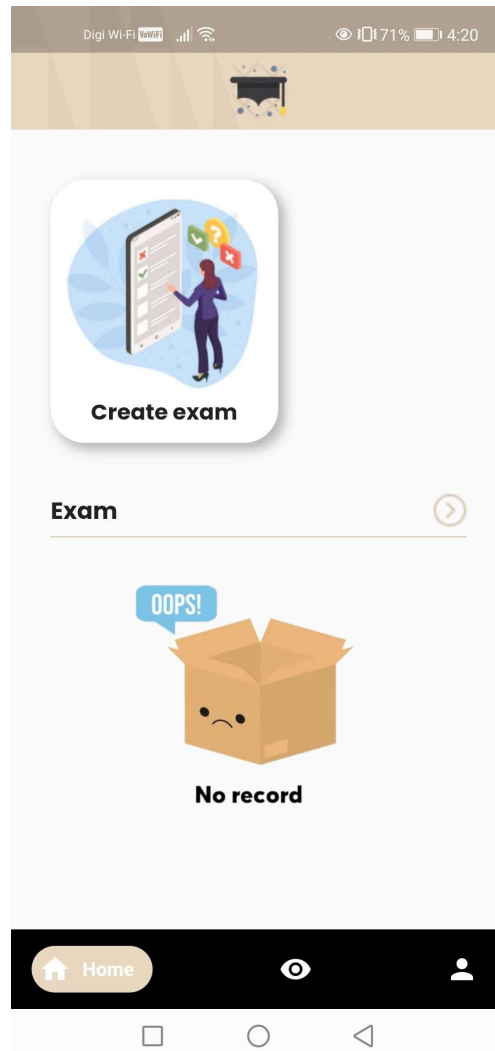 Digi Wi-Fi VoWiFi 71% 4:20
Create exam
Exam
OOPS!
No record
Home